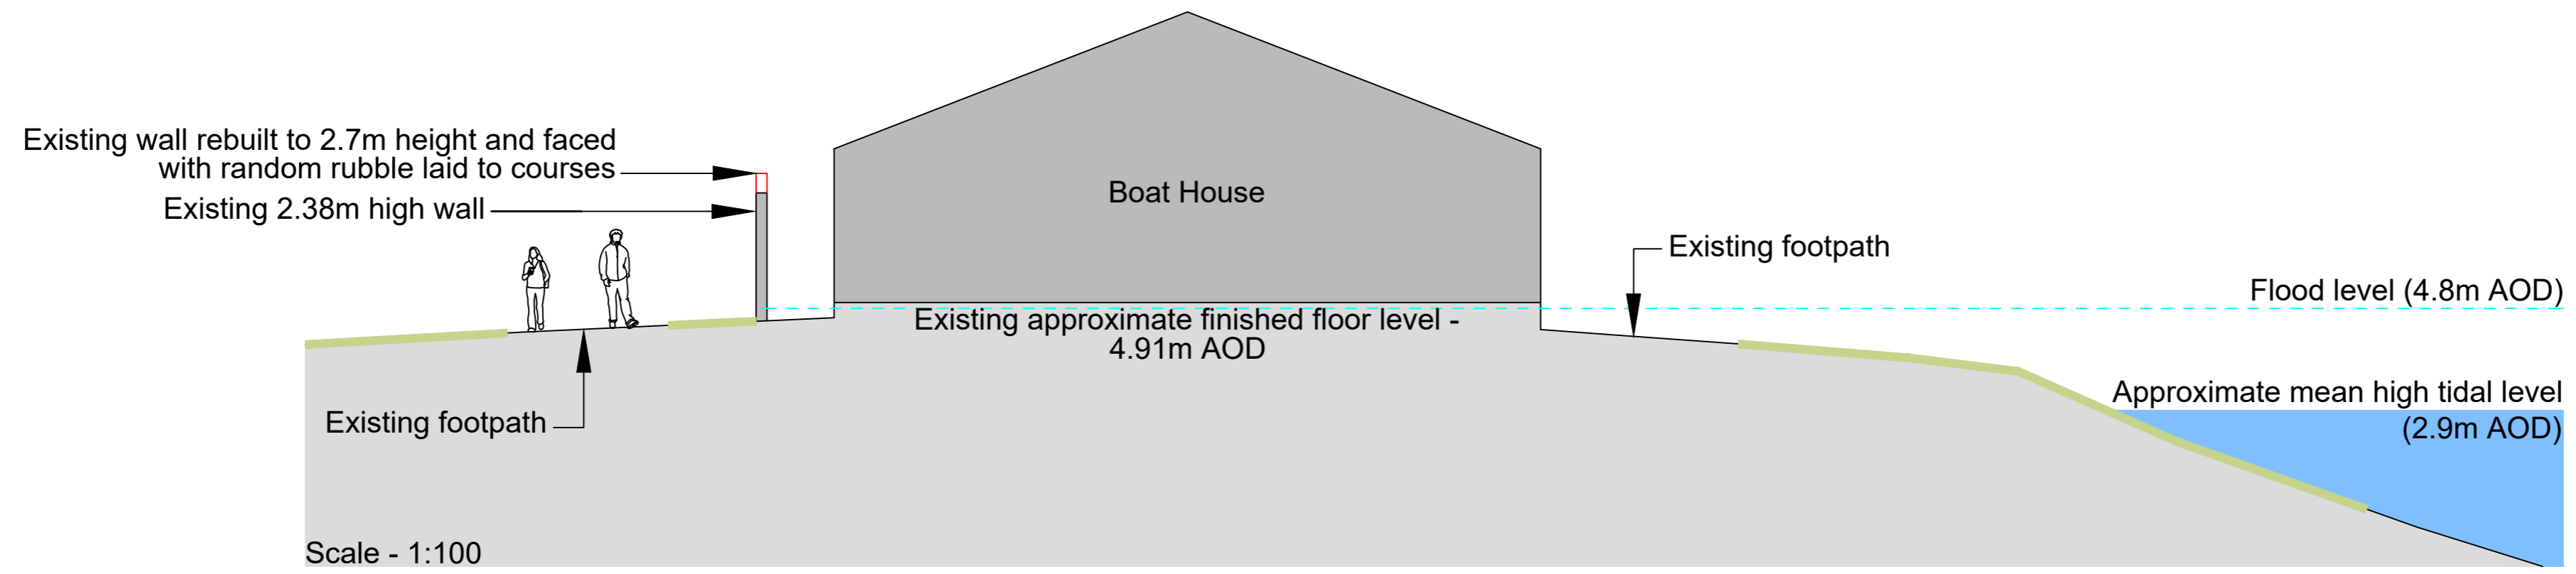 Existing wall rebuilt to 2.7m height and faced
with random rubble laid to courses
Existing 2.38m high wall
Boat House
Existing footpath
Flood level (4.8m AOD)
Existing approximate finished floor level -
4.91m AOD
Approximate mean high tidal level
(2.9m AOD)
Existing footpath
Scale - 1:100